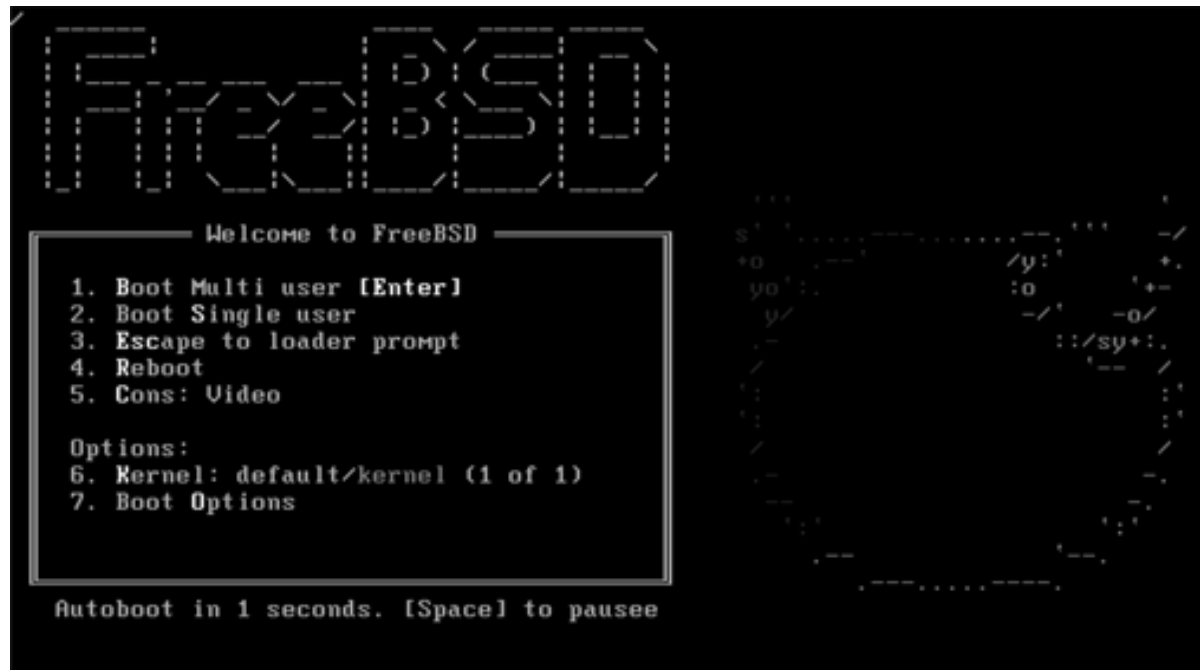 FreeBSD
Welcome to FreeBSD
1. Boot Multi user [Enter]
2. Boot Single user
3. Escape to loader prompt
4. Reboot
5. Cons: Video
Options:
6. Kernel: default/kernel (1 of 1)
7. Boot Options
Autoboot in 1 seconds. [Space] to pausee